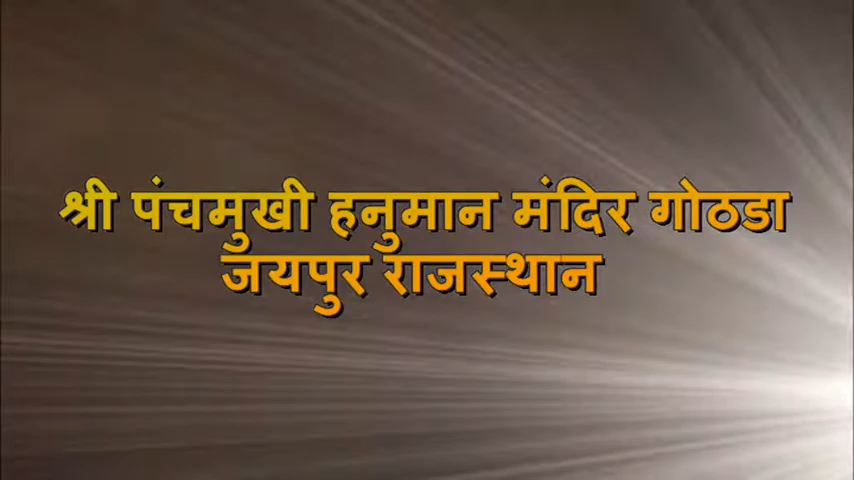 श्री पंचमुखी हनुमान मंदिर गोठडा
जयपुर राजस्थान